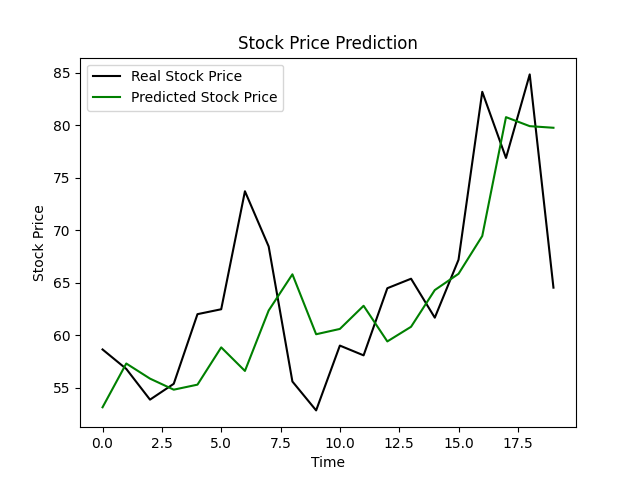 Stock Price Prediction
Real Stock Price
Predicted Stock Price
85
80
75
70
65
60
55
Stock Price
0.0 2.5 5.0 7.5 10.0 12.5 15.0 17.5
Time